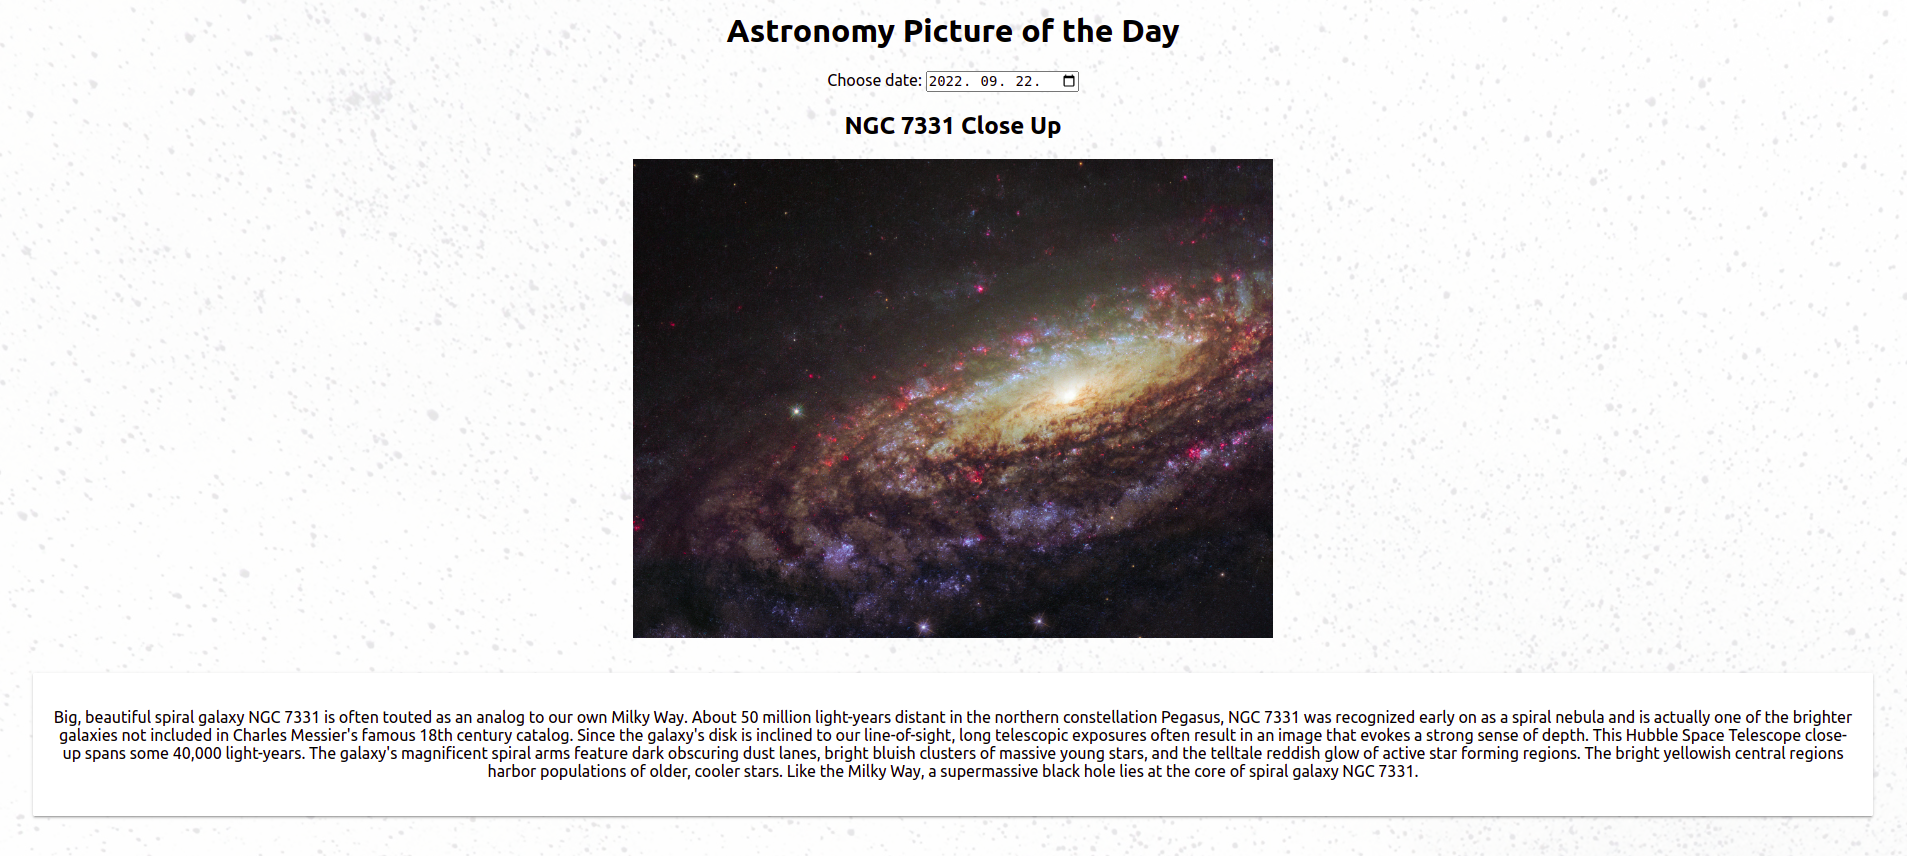 Astronomy Picture of the Day
Choose date: 2022. 09. 22.
NGC 7331 Close Up
Big, beautiful spiral galaxy NGC 7331 is often touted as an analog to our own Milky Way. About 50 million light-years distant in the northern constellation Pegasus, NGC 7331 was recognized early on as a spiral nebula and is actually one of the brighter
galaxies not included in Charles Messier's famous 18th century catalog. Since the galaxy's disk is inclined to our line-of-sight, long telescopic exposures often result in an image that evokes a strong sense of depth. This Hubble Space Telescope close-
up spans some 40,000 light-years. The galaxy's magnificent spiral arms feature dark obscuring dust lanes, bright bluish clusters of massive young stars, and the telltale reddish glow of active star forming regions. The bright yellowish central regions
harbor populations of older, cooler stars. Like the Milky Way, a supermassive black hole lies at the core of spiral galaxy NGC 7331.